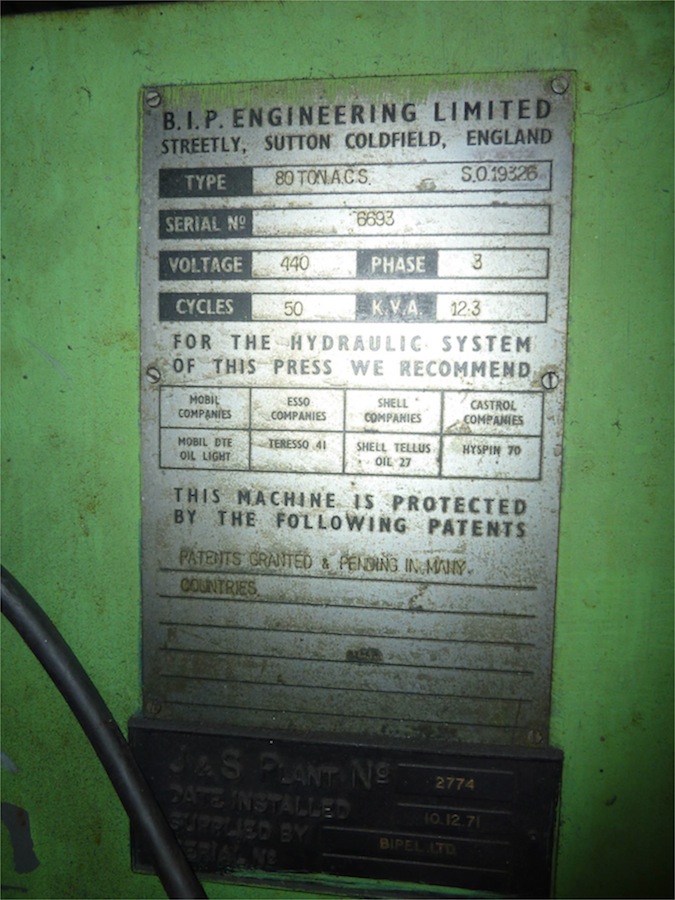 B.I.P. ENGINEERING LIMITED
STREETLY, SUTTON COLDFIELD, ENGLAND
TYPE 80 TON A.C.S. S.O.19326
SERIAL Nº 6693
VOLTAGE 440 PHASE 3
CYCLES 50 K.V.A. 12·3
FOR THE HYDRAULIC SYSTEM
OF THIS PRESS WE RECOMMEND
MOBIL COMPANIES ESSO COMPANIES SHELL COMPANIES CASTROL COMPANIES
MOBIL DTE OIL LIGHT TERESSO 41 SHELL TELLUS OIL 27 HYSPIN 70
THIS MACHINE IS PROTECTED
BY THE FOLLOWING PATENTS
PATENTS GRANTED & PENDING IN MANY
COUNTRIES
J & S PLANT Nº 2774
DATE INSTALLED 10.12.71
SUPPLIED BY BIPEL LTD.
SERIAL Nº